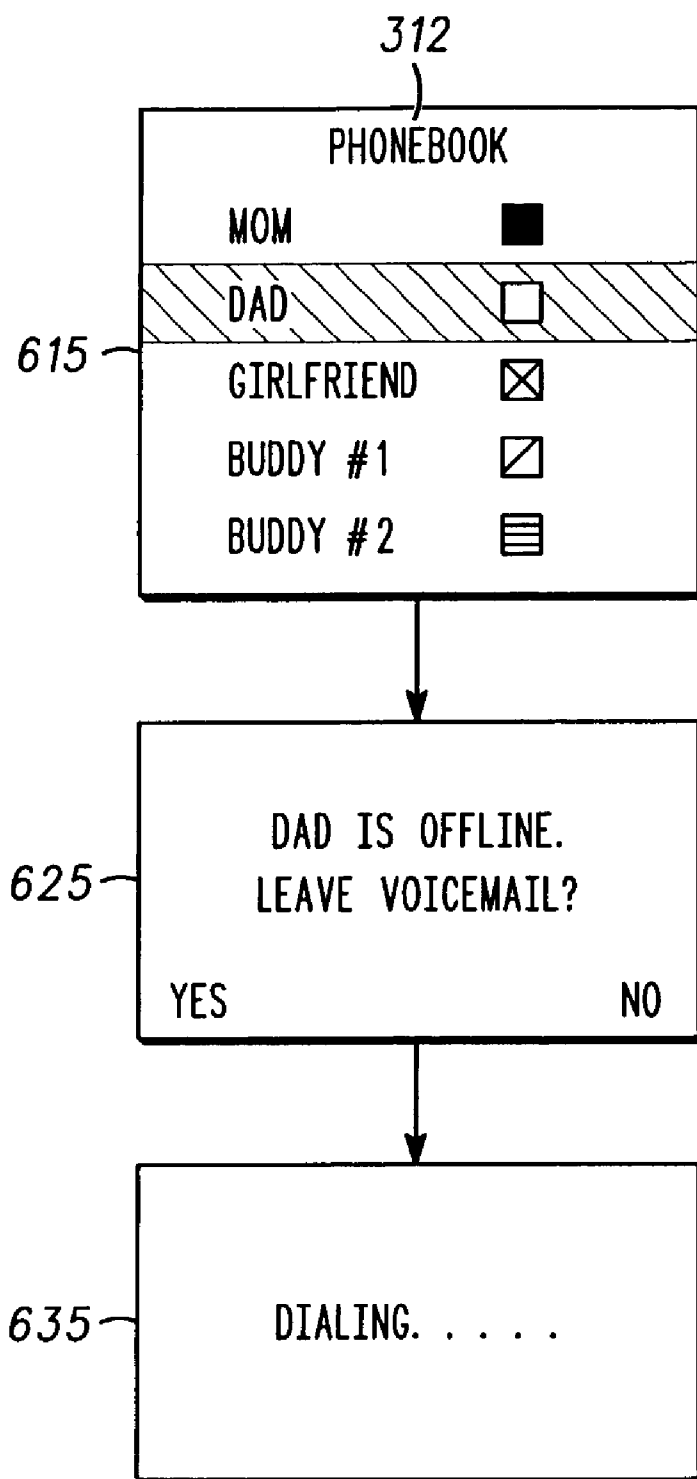 312
PHONEBOOK
MOM
DAD
615
GIRLFRIEND
BUDDY #1
BUDDY #2
DAD IS OFFLINE.
625
LEAVE VOICEMAIL?
YES NO
635
DIALING. . . . .